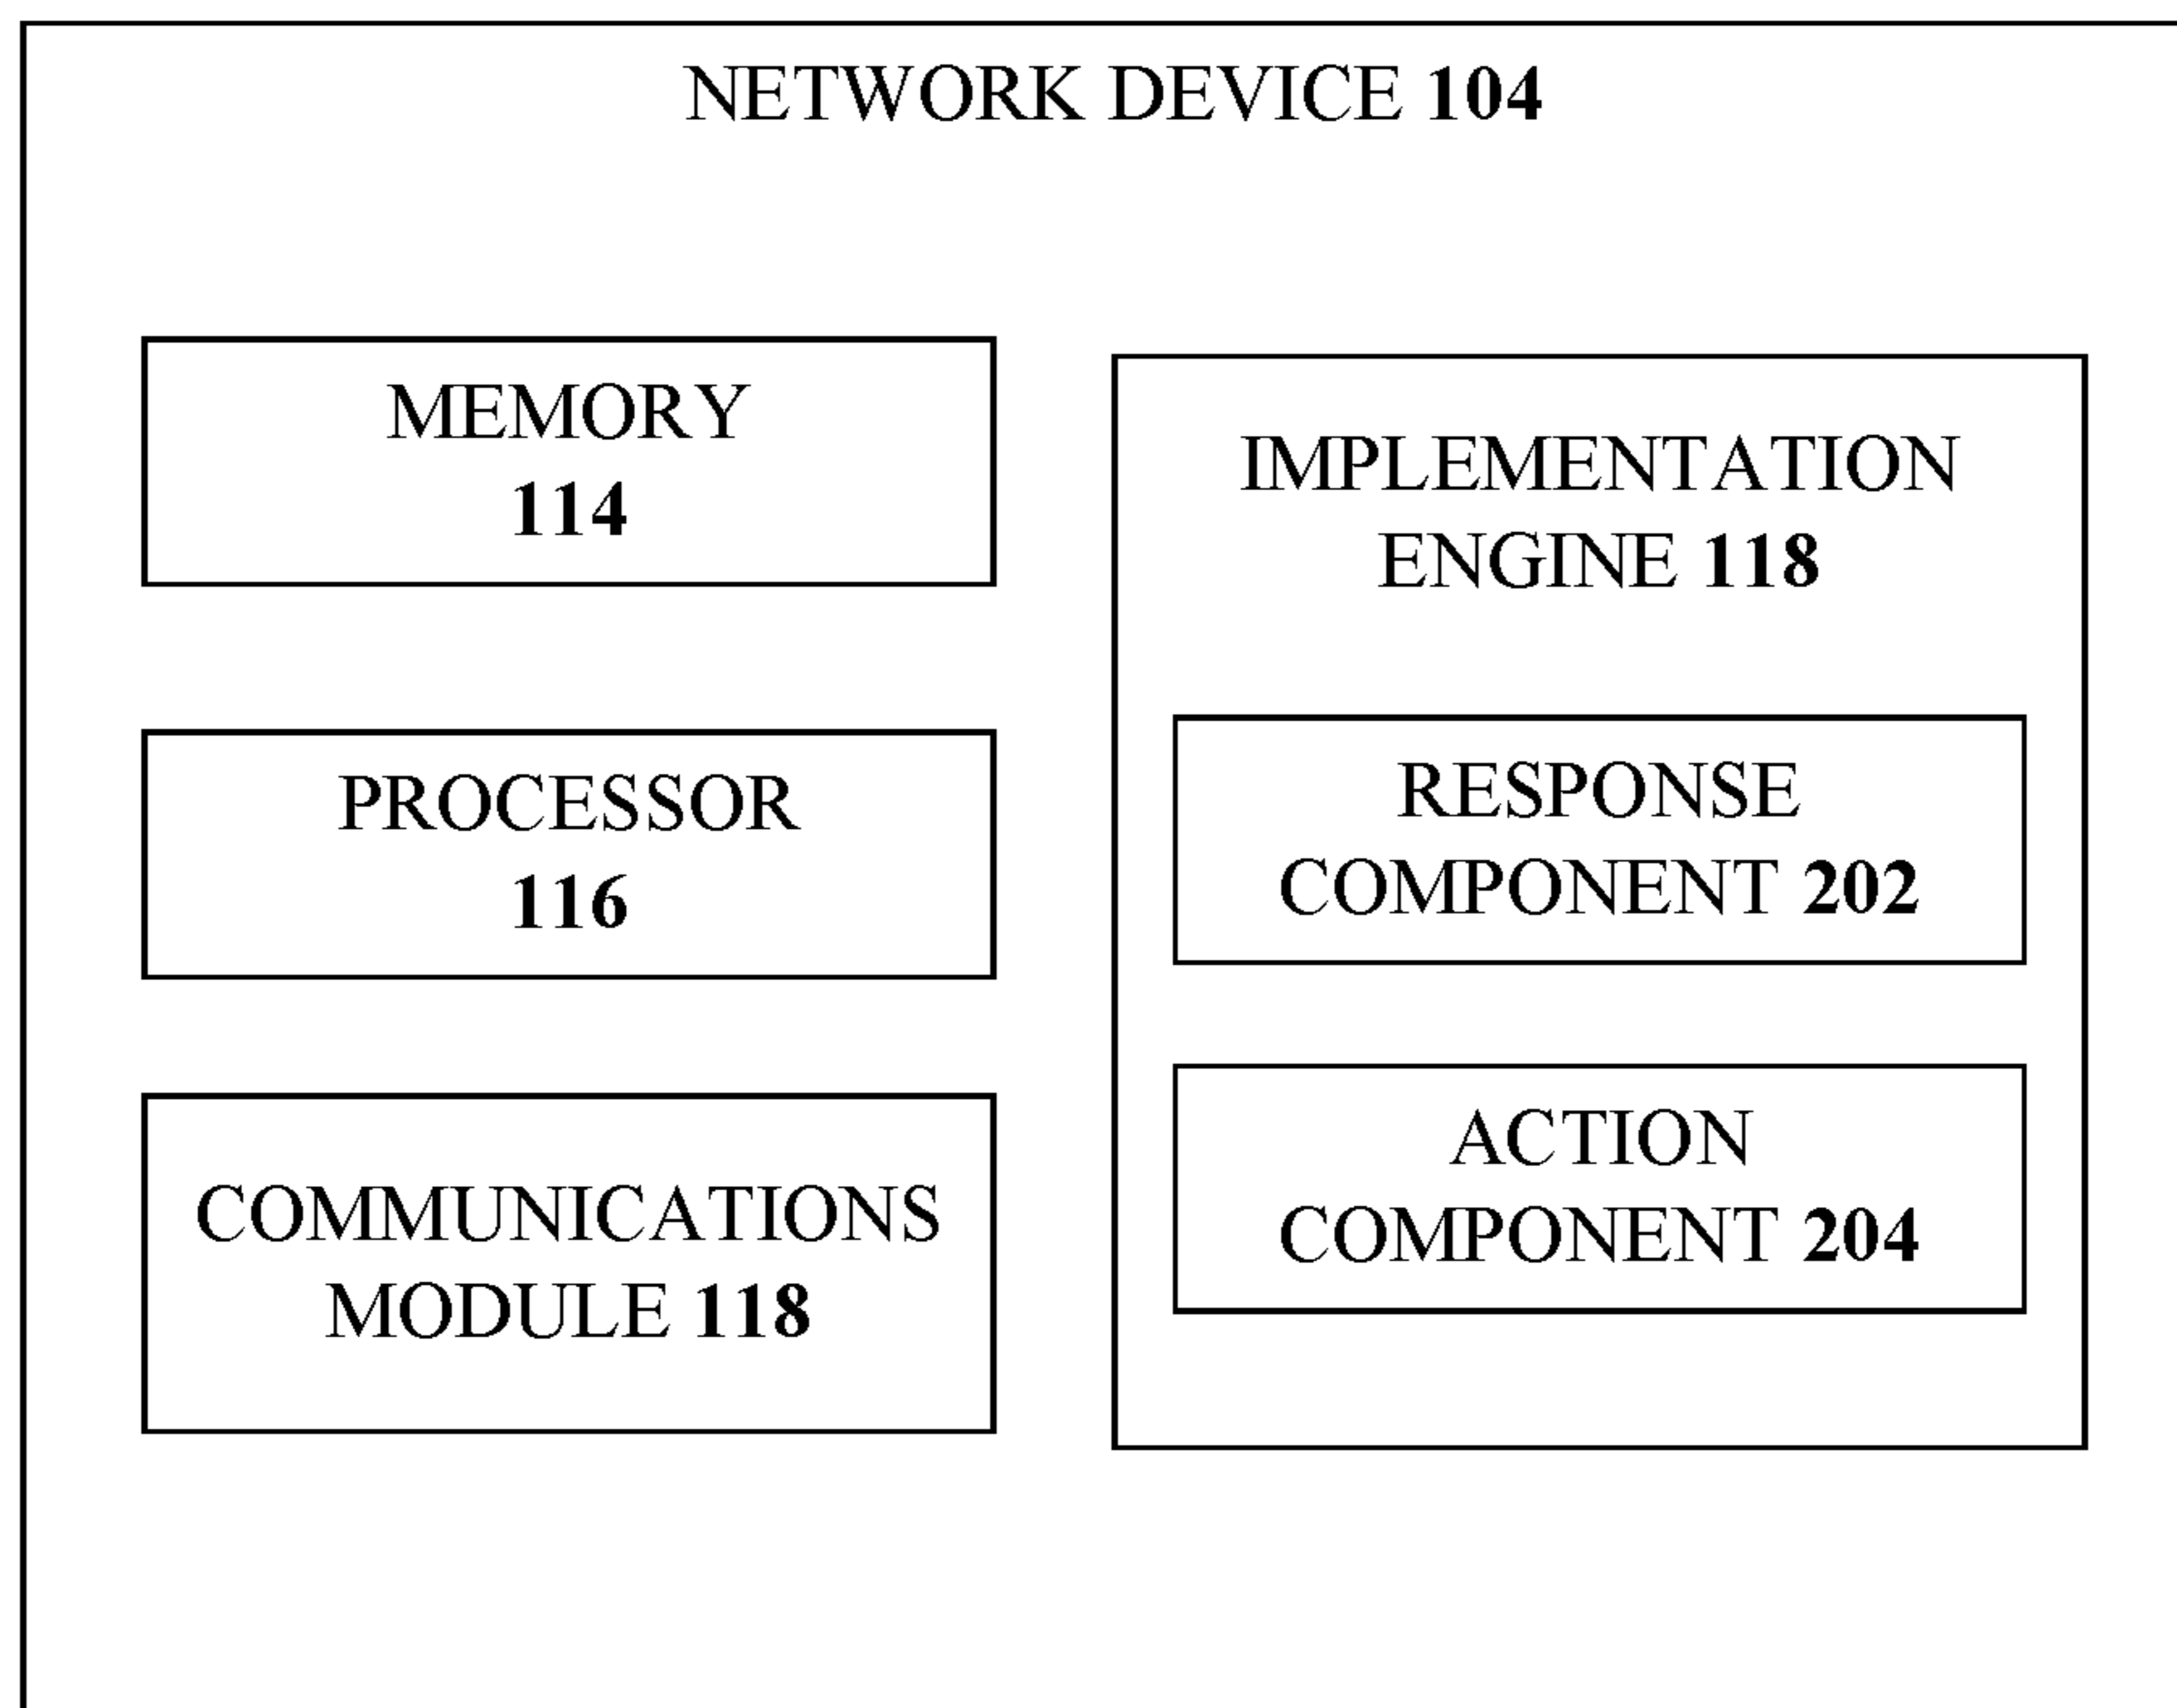 NETWORK DEVICE 104
MEMORY
114
PROCESSOR
116
COMMUNICATIONS
MODULE 118
IMPLEMENTATION
ENGINE 118
RESPONSE
COMPONENT 202
ACTION
COMPONENT 204